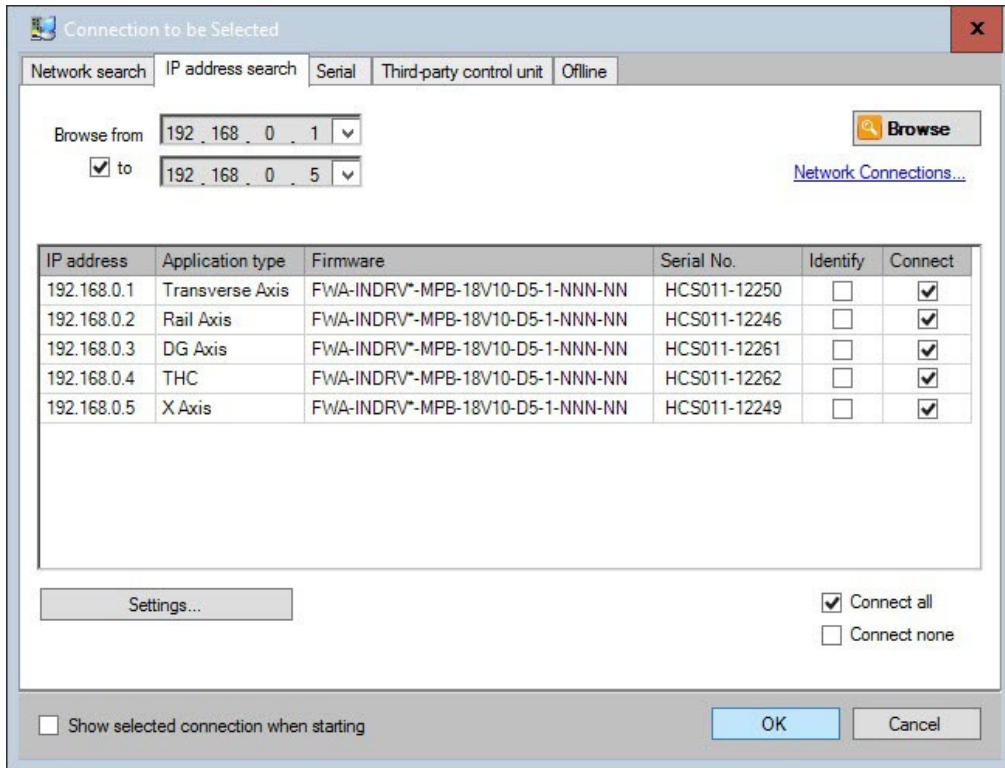 Connection to be Selected
x
Network search IP address search Serial Third-party control unit Offline
Browse from 192 . 168 . 0 . 1
Browse
to 192 . 168 . 0 . 5
Network Connections...
IP address Application type Firmware Serial No. Identify Connect
192.168.0.1 Transverse Axis FWA-INDRV*-MPB-18V10-D5-1-NNN-NN HCS011-12250
192.168.0.2 Rail Axis FWA-INDRV*-MPB-18V10-D5-1-NNN-NN HCS011-12246
192.168.0.3 DG Axis FWA-INDRV*-MPB-18V10-D5-1-NNN-NN HCS011-12261
192.168.0.4 THC FWA-INDRV*-MPB-18V10-D5-1-NNN-NN HCS011-12262
192.168.0.5 X Axis FWA-INDRV*-MPB-18V10-D5-1-NNN-NN HCS011-12249
Settings...
Connect all
Connect none
Show selected connection when starting OK Cancel